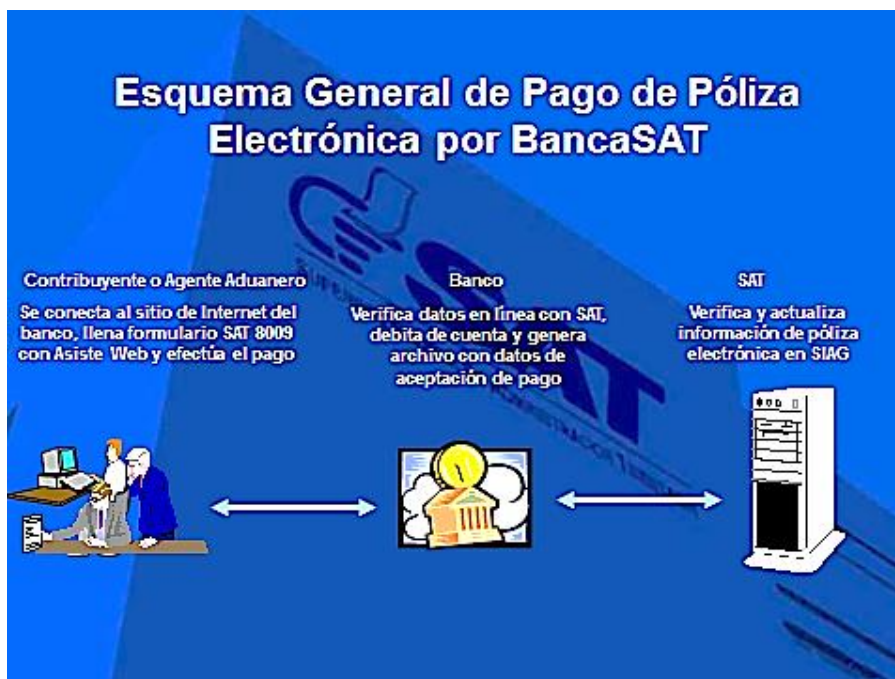 Esquema General de Pago de Póliza
Electrónica por BancaSAT
Contribuyente o Agente Aduanero
Se conecta al sitio de Internet del
banco, llena formulario SAT 8009
con Asiste Web y efectúa el pago
Banco
Verifica datos en línea con SAT,
debita de cuenta y genera
archivo con datos de
aceptación de pago
SAT
Verifica y actualiza
información de póliza
electrónica en SIAG
SAT